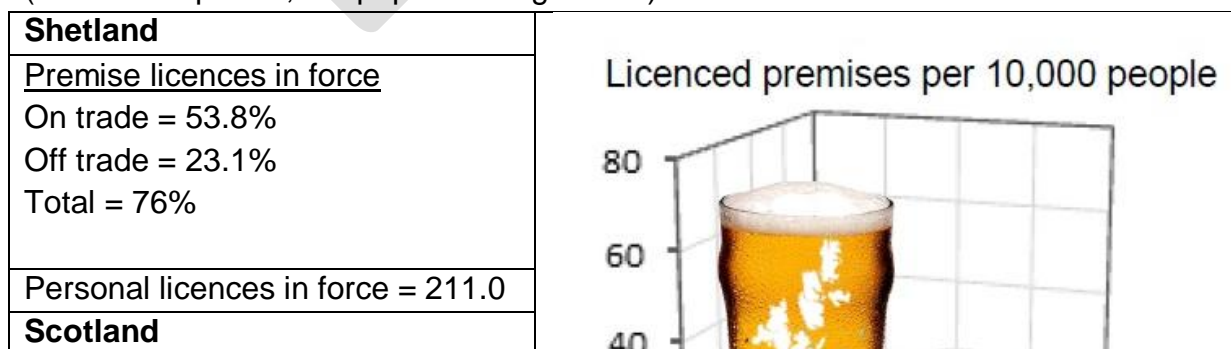 Shetland
Premise licences in force
On trade = 53.8%
Off trade = 23.1%
Total = 76%
Personal licences in force = 211.0
Scotland
Licenced premises per 10,000 people
80
60
40